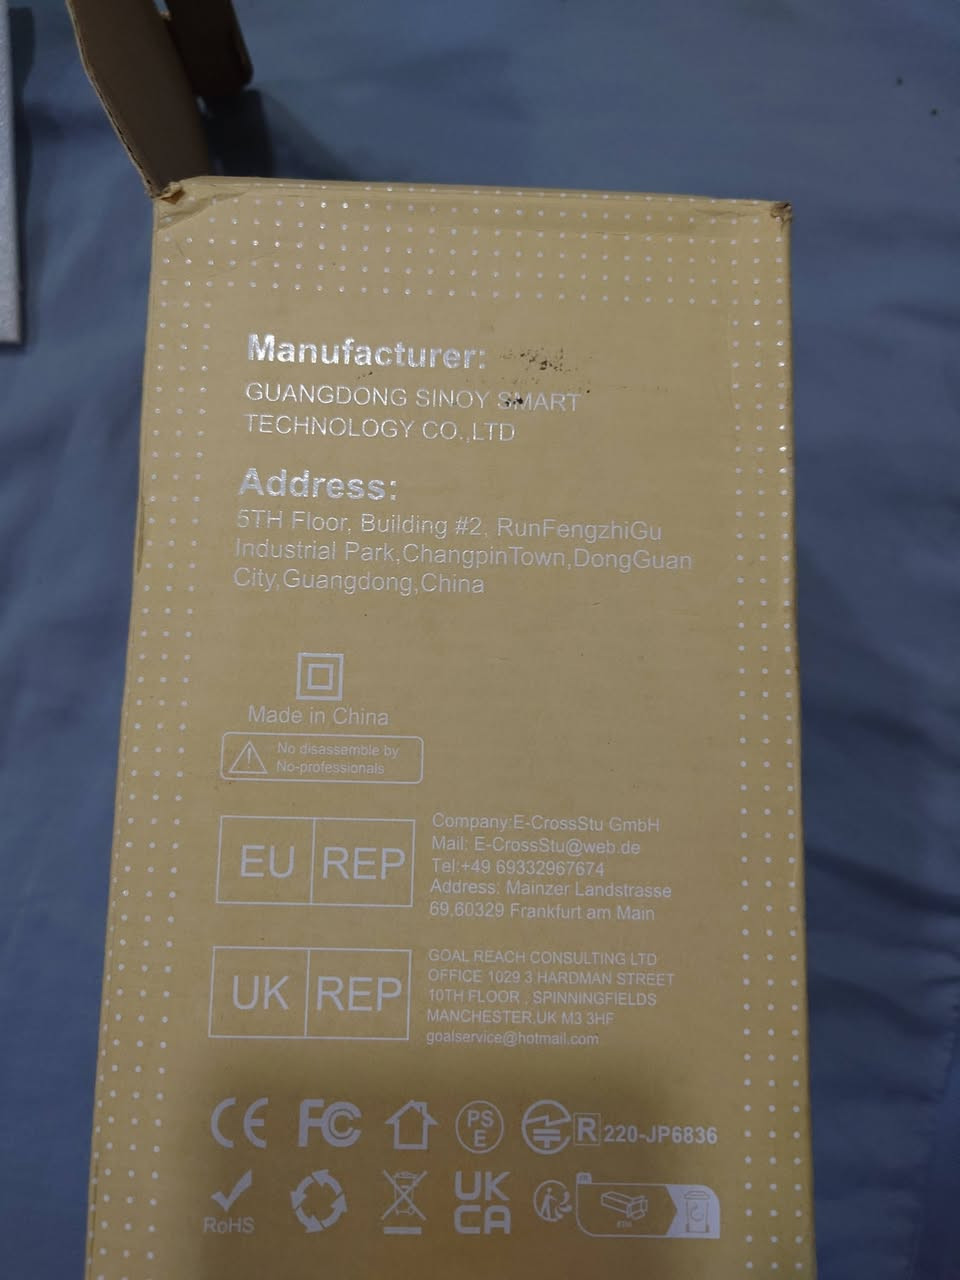 Manufacturer:
GUANGDONG SINOY SMART
TECHNOLOGY CO.,LTD
Address:
5TH Floor, Building #2, RunFengzhiGu
Industrial Park,ChangpinTown,DongGuan
City,Guangdong,China
Made in China
No disassemble by
No-professionals
EU REP
Company:E-CrossStu GmbH
Mail: E-CrossStu@web.de
Tel:+49 69332967674
Address: Mainzer Landstrasse
69,60329 Frankfurt am Main
UK REP
GOAL REACH CONSULTING LTD
OFFICE 1029 3 HARDMAN STREET
10TH FLOOR , SPINNINGFIELDS
MANCHESTER,UK M3 3HF
goalservice@hotmail.com
CE FC PS E R 220-JP6836
RoHS UK CA